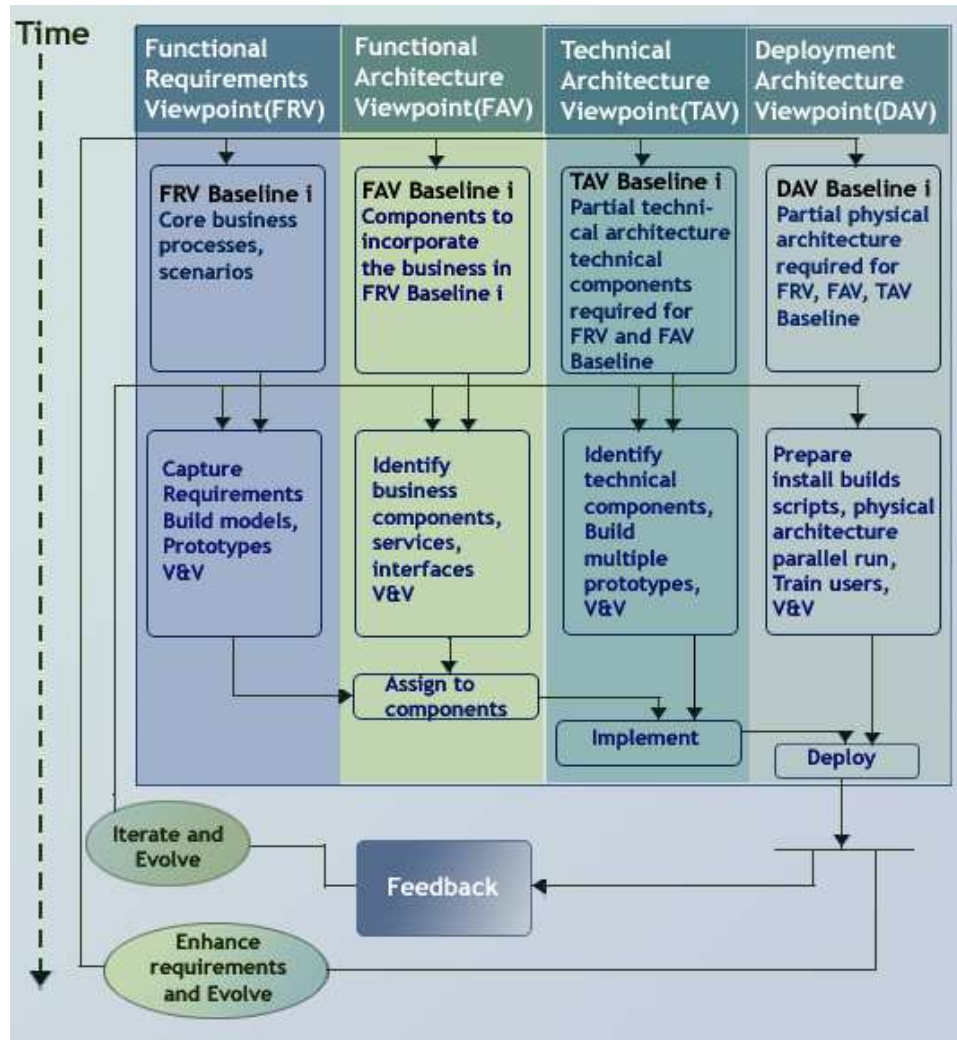 Time
Functional
Requirements
Viewpoint(FRV)
Functional
Architecture
Viewpoint(FAV)
Technical
Architecture
Viewpoint(TAV)
Deployment
Architecture
Viewpoint(DAV)
FRV Baseline i
Core business
processes,
scenarios
FAV Baseline i
Components to
incorporate
the business in
FRV Baseline i
TAV Baseline i
Partial techni-
cal architecture
technical
components
required for
FRV and FAV
Baseline
DAV Baseline i
Partial physical
architecture
required for
FRV, FAV, TAV
Baseline
Capture
Requirements
Build models,
Prototypes
V&V
Identify
business
components,
services,
interfaces
V&V
Identify
technical
components,
Build
multiple
prototypes,
V&V
Prepare
install builds
scripts, physical
architecture
parallel run,
Train users,
V&V
Assign to
components
Implement
Deploy
Iterate and
Evolve
Feedback
Enhance
requirements
and Evolve